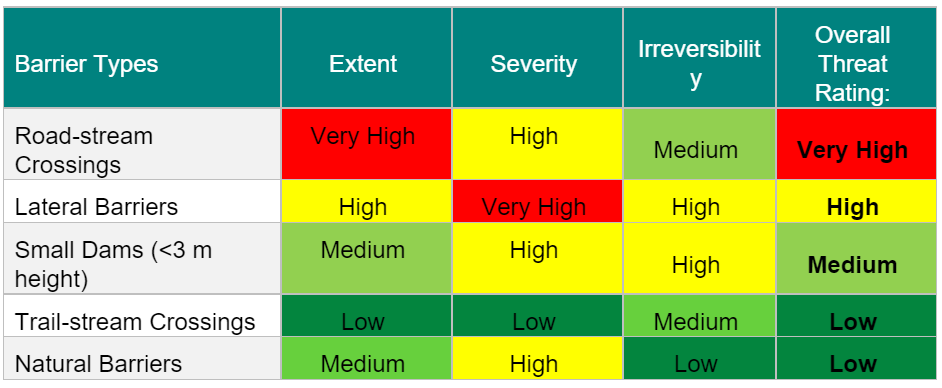 Barrier Types Extent Severity Irreversibilit
y Overall
Threat
Rating:
Road-stream
Crossings Very High High Medium Very High
Lateral Barriers High Very High High High
Small Dams (<3 m
height) Medium High High Medium
Trail-stream Crossings Low Low Medium Low
Natural Barriers Medium High Low Low